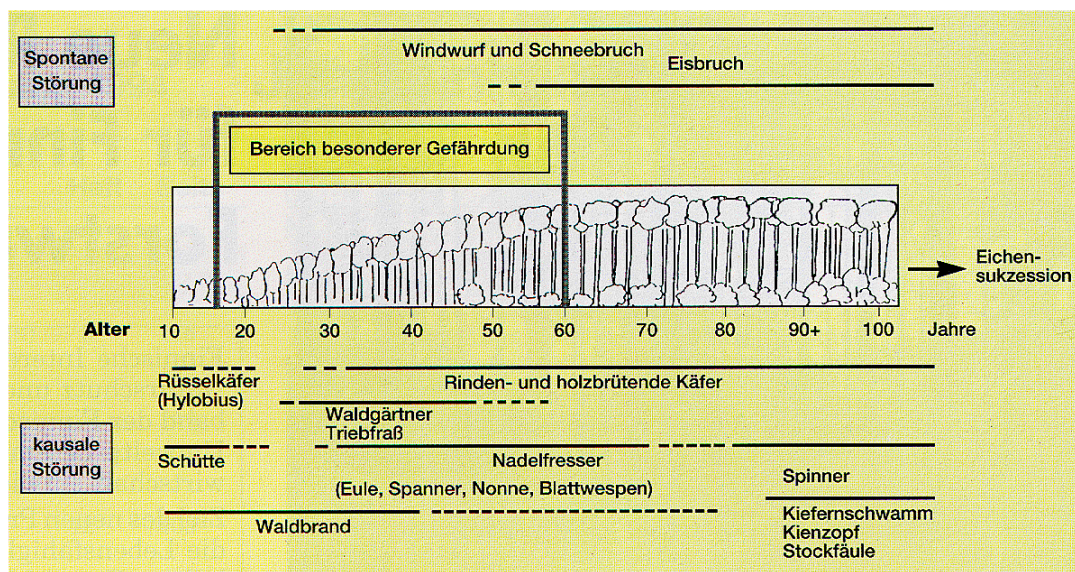 Spontane
Störung
Windwurf und Schneebruch
Eisbruch
Bereich besonderer Gefährdung
Eichen-
sukzession
Alter 10 20 30 40 50 60 70 80 90+ 100 Jahre
Rüsselkäfer
(Hylobius)
Rinden- und holzbrütende Käfer
Waldgärtner
Triebfraß
kausale
Störung
Schütte
Nadelfresser
(Eule, Spanner, Nonne, Blattwespen)
Spinner
Waldbrand
Kiefernschwamm
Kienzopf
Stockfäule